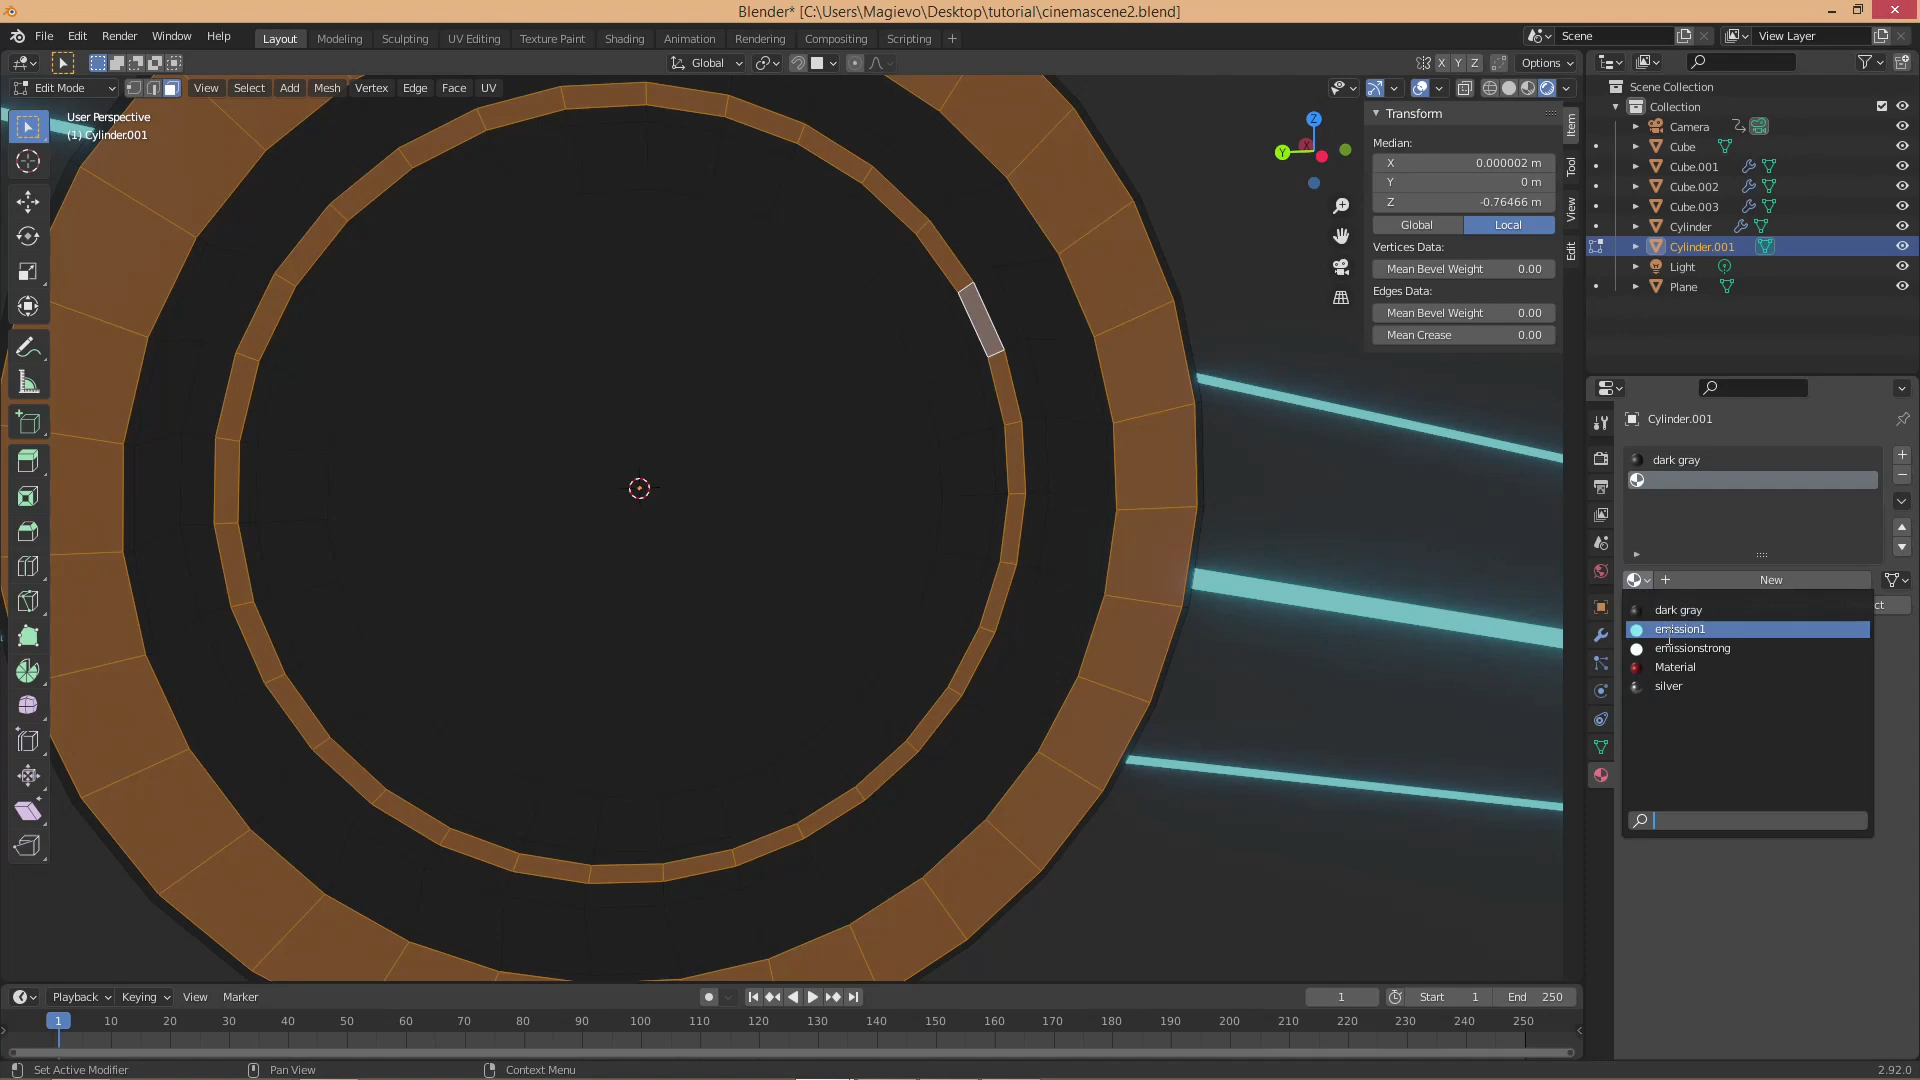 Blender* [C:\Users\Magievo\Desktop\tutorial\cinemascene2.blend]
File Edit Render Window Help
Layout Modeling Sculpting UV Editing Texture Paint Shading Animation Rendering Compositing Scripting +
Scene
View Layer
Global
X Y Z
Options
Edit Mode
View Select Add Mesh Vertex Edge Face UV
User Perspective
(1) Cylinder.001
Z
Y
X
Transform
Median:
X 0.000002 m
Y 0 m
Z -0.76466 m
Global Local
Vertices Data:
Mean Bevel Weight 0.00
Edges Data:
Mean Bevel Weight 0.00
Mean Crease 0.00
Item
Tool
View
Edit
Scene Collection
Collection
Camera
Cube
Cube.001
Cube.002
Cube.003
Cylinder
Cylinder.001
Light
Plane
Cylinder.001
dark gray
New
ct
dark gray
emission1
emissionstrong
Material
silver
Playback Keying View Marker
1
Start 1
End 250
1 10 20 30 40 50 60 70 80 90 100 110 120 130 140 150 160 170 180 190 200 210 220 230 240 250
Set Active Modifier
Pan View
Context Menu
2.92.0